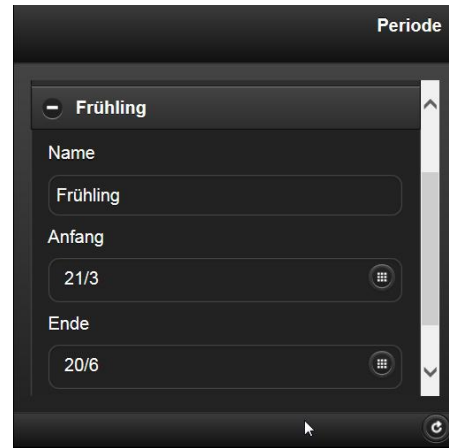 Periode
Frühling
Name
Frühling
Anfang
21/3
Ende
20/6